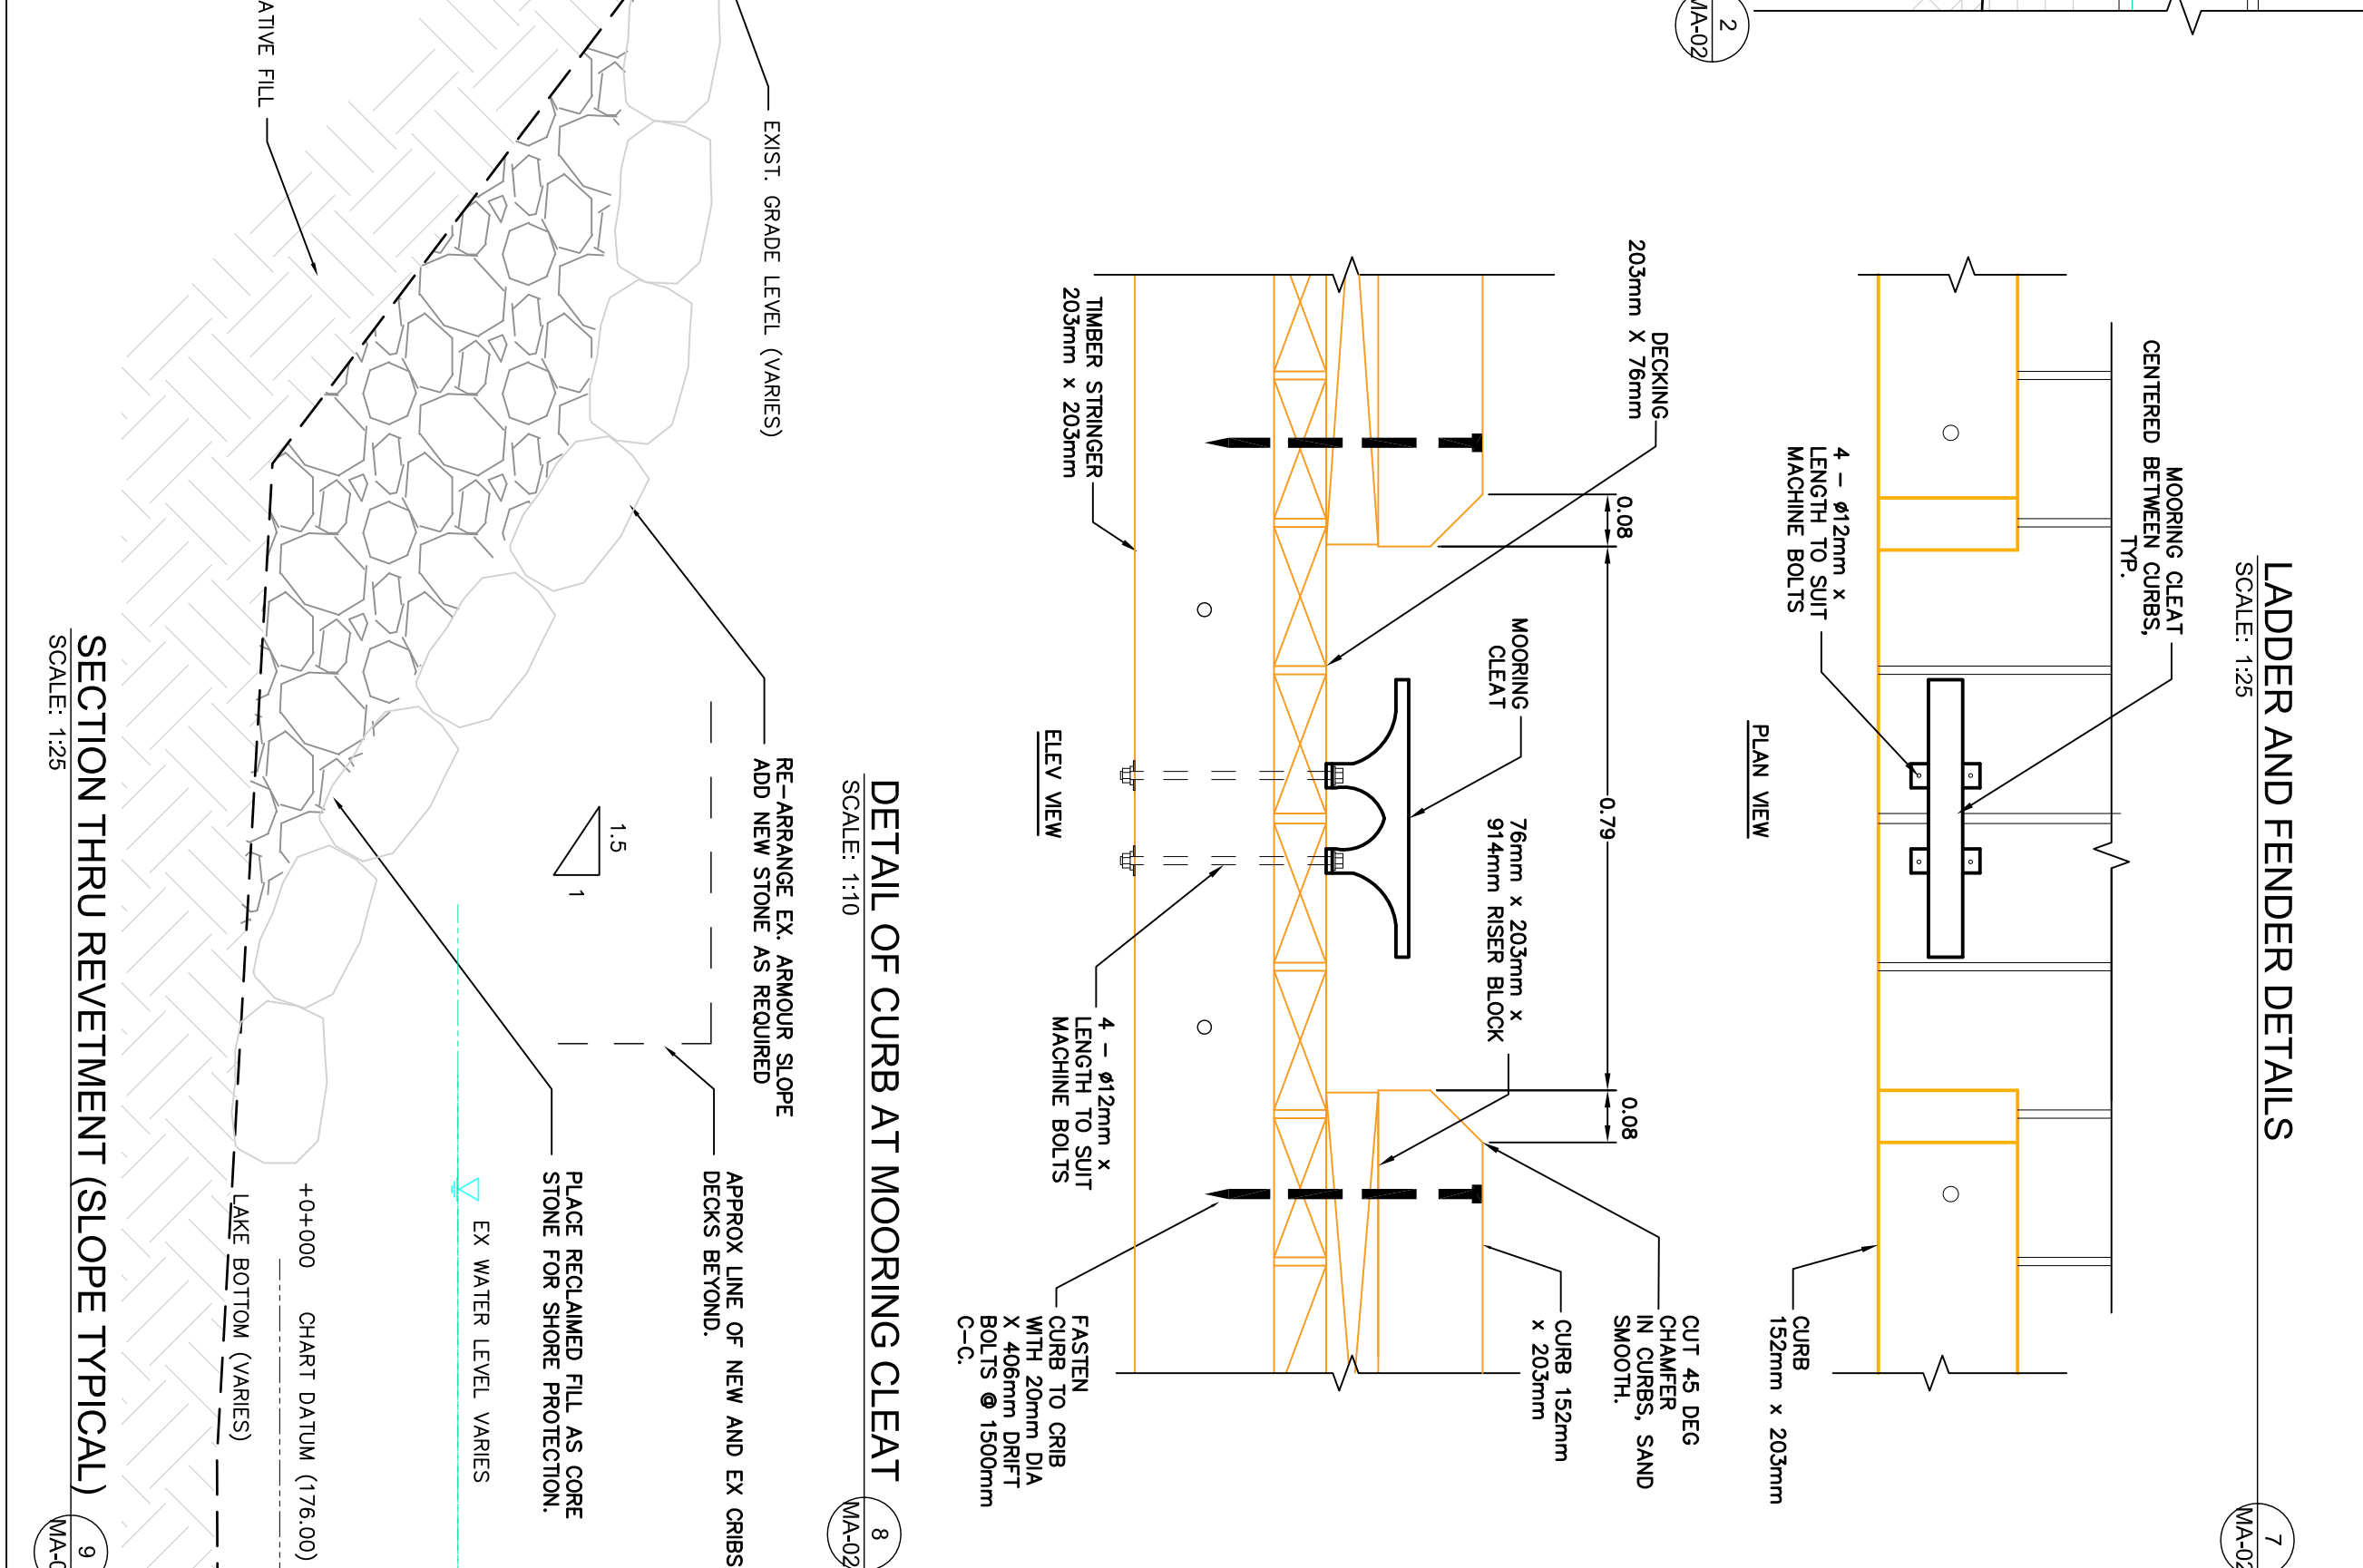 LADDER AND FENDER DETAILS
SCALE: 1:25
7
MA-02
2
MA-02
MOORING CLEAT
CENTERED BETWEEN CURBS,
TYP.
4 – ø12mm x
LENGTH TO SUIT
MACHINE BOLTS
PLAN VIEW
CURB
152mm x 203mm
DECKING
203mm X 76mm
0.08
0.79
0.08
CUT 45 DEG
CHAMFER
IN CURBS, SAND
SMOOTH.
CURB 152mm
x 203mm
MOORING
CLEAT
76mm x 203mm x
914mm RISER BLOCK
TIMBER STRINGER
203mm x 203mm
4 – ø12mm x
LENGTH TO SUIT
MACHINE BOLTS
ELEV VIEW
FASTEN
CURB TO CRIB
WITH 20mm DIA
X 406mm DRIFT
BOLTS @ 1500mm
C–C.
DETAIL OF CURB AT MOORING CLEAT
SCALE: 1:10
8
MA-02
EXIST. GRADE LEVEL (VARIES)
RE–ARRANGE EX. ARMOUR SLOPE
ADD NEW STONE AS REQUIRED
APPROX LINE OF NEW AND EX CRIBS
DECKS BEYOND.
1.5
1
PLACE RECLAIMED FILL AS CORE
STONE FOR SHORE PROTECTION.
EX WATER LEVEL VARIES
+0+000 CHART DATUM (176.00)
ATIVE FILL
LAKE BOTTOM (VARIES)
SECTION THRU REVETMENT (SLOPE TYPICAL)
SCALE: 1:25
9